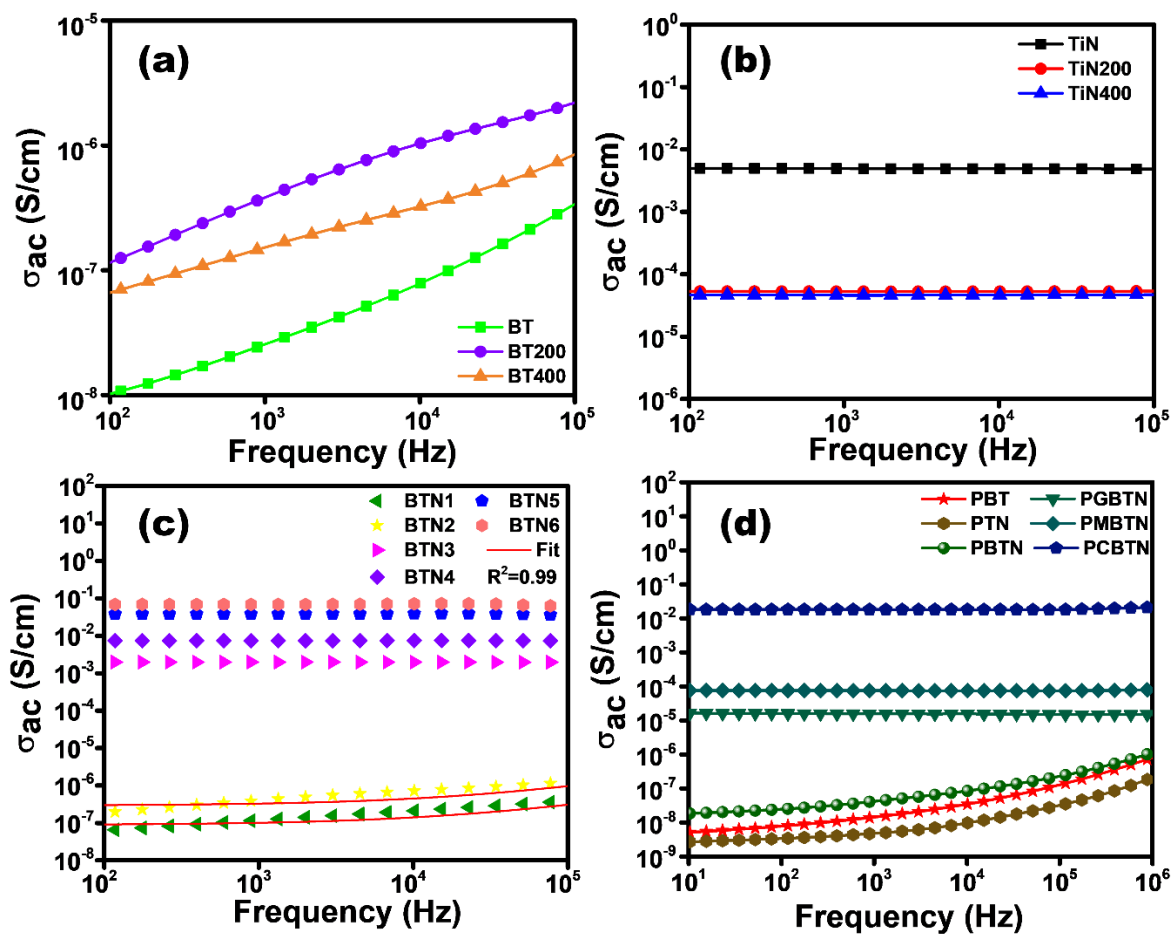 (a)
10^-5
10^-6
10^-7
10^-8
σac (S/cm)
BT
BT200
BT400
10^2 10^3 10^4 10^5
Frequency (Hz)
(b)
10^0
10^-1
10^-2
10^-3
10^-4
10^-5
10^-6
σac (S/cm)
TiN
TiN200
TiN400
10^2 10^3 10^4 10^5
Frequency (Hz)
(c)
10^2
10^1
10^0
10^-1
10^-2
10^-3
10^-4
10^-5
10^-6
10^-7
10^-8
σac (S/cm)
BTN1 BTN5
BTN2 BTN6
BTN3 Fit
BTN4 R^2=0.99
10^2 10^3 10^4 10^5
Frequency (Hz)
(d)
10^2
10^1
10^0
10^-1
10^-2
10^-3
10^-4
10^-5
10^-6
10^-7
10^-8
10^-9
σac (S/cm)
PBT PGBTN
PTN PMBTN
PBTN PCBTN
10^1 10^2 10^3 10^4 10^5 10^6
Frequency (Hz)